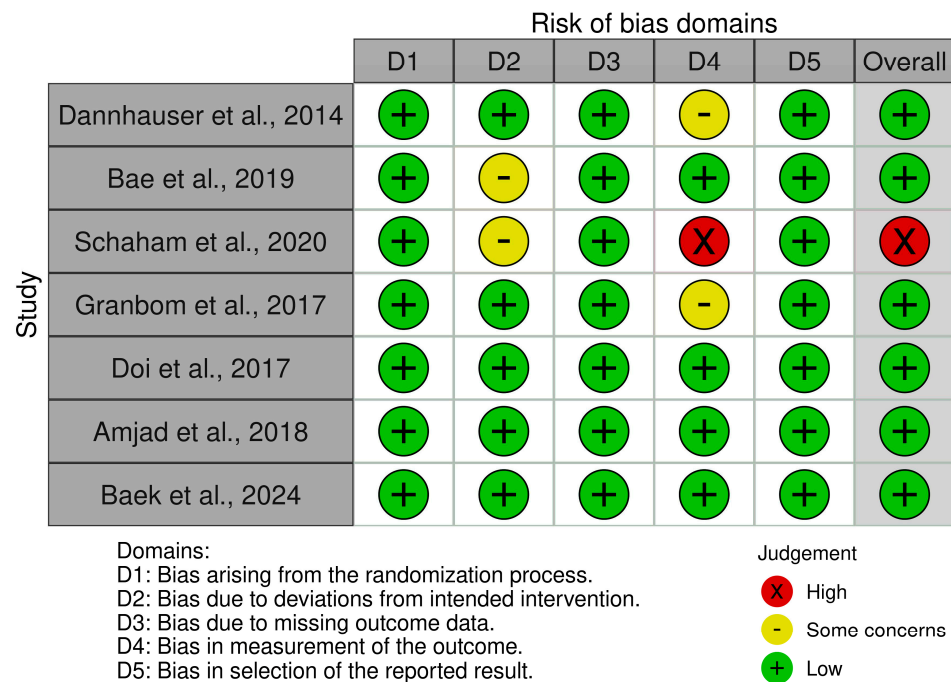 Risk of bias domains
D1 D2 D3 D4 D5 Overall
Study
Dannhauser et al., 2014 + + + - + +
Bae et al., 2019 + - + + + +
Schaham et al., 2020 + - + X + X
Granbom et al., 2017 + + + - + +
Doi et al., 2017 + + + + + +
Amjad et al., 2018 + + + + + +
Baek et al., 2024 + + + + + +
Domains:
D1: Bias arising from the randomization process.
D2: Bias due to deviations from intended intervention.
D3: Bias due to missing outcome data.
D4: Bias in measurement of the outcome.
D5: Bias in selection of the reported result.
Judgement
X High
- Some concerns
+ Low